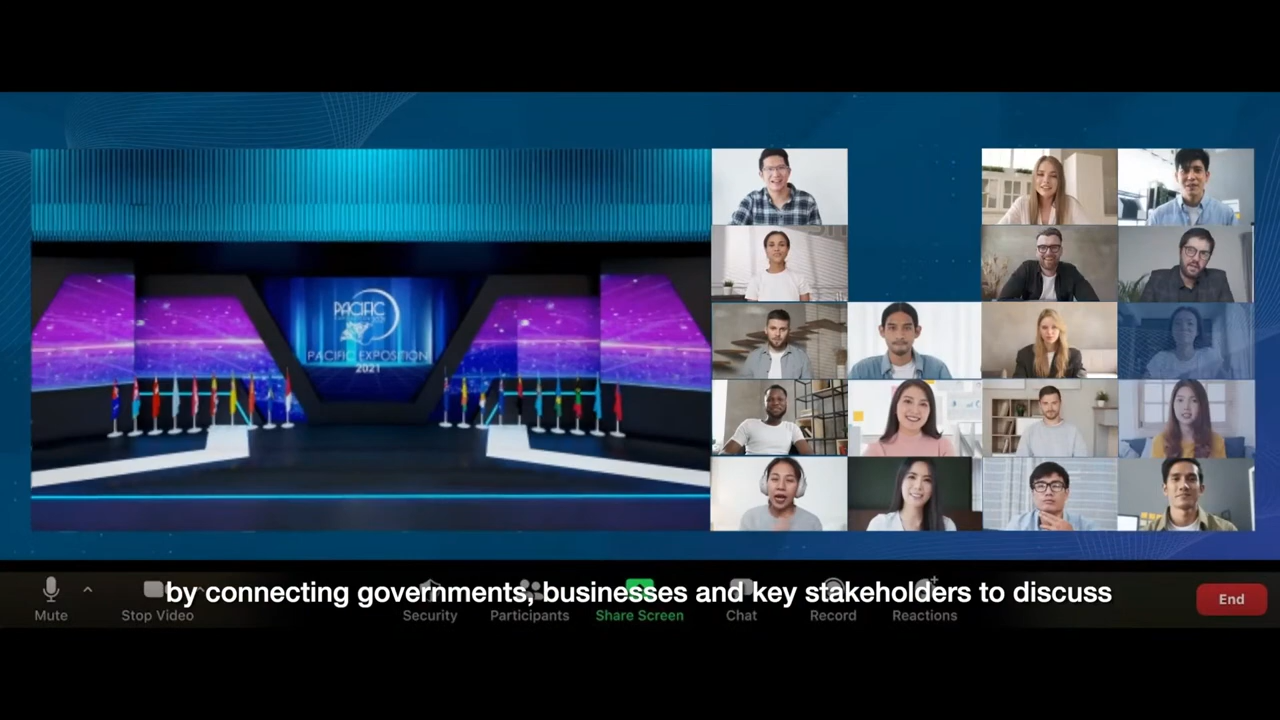 PACIFIC
PACIFIC EXPOSITION
2021
by connecting governments, businesses and key stakeholders to discuss
Mute
Stop Video
Security
Participants
Share Screen
Chat
Record
Reactions
End